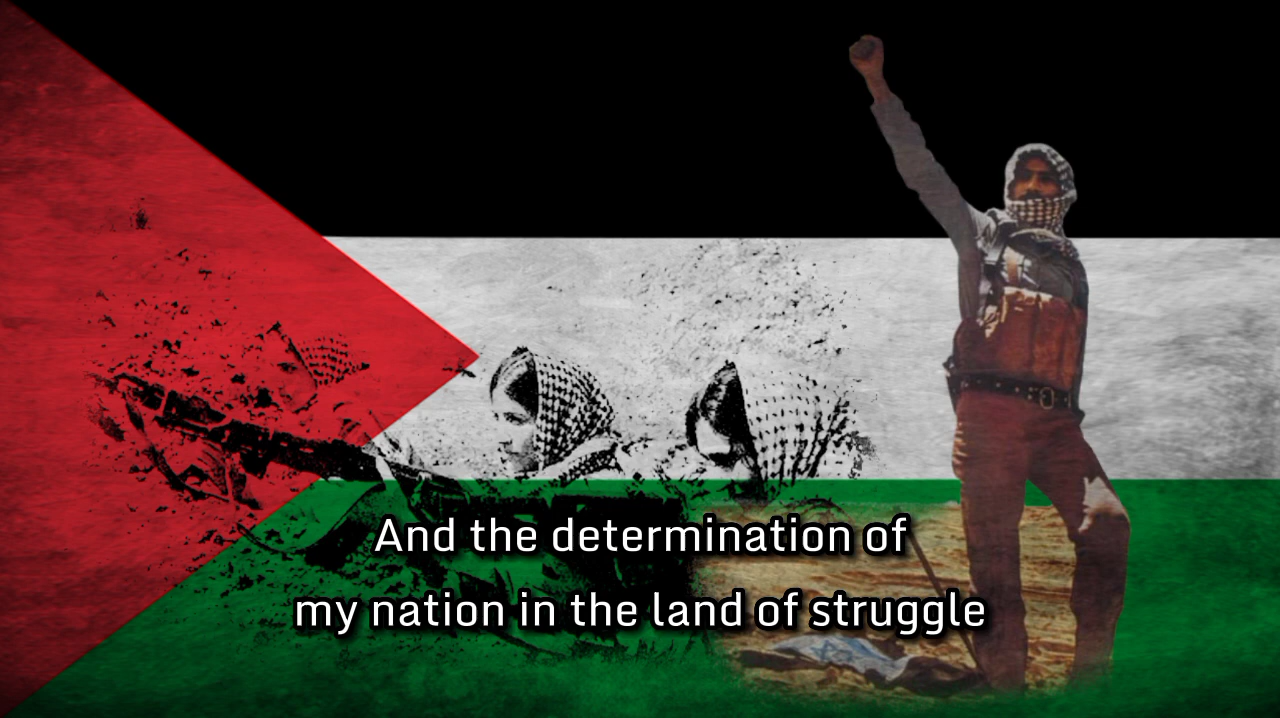 And the determination of
my nation in the land of struggle